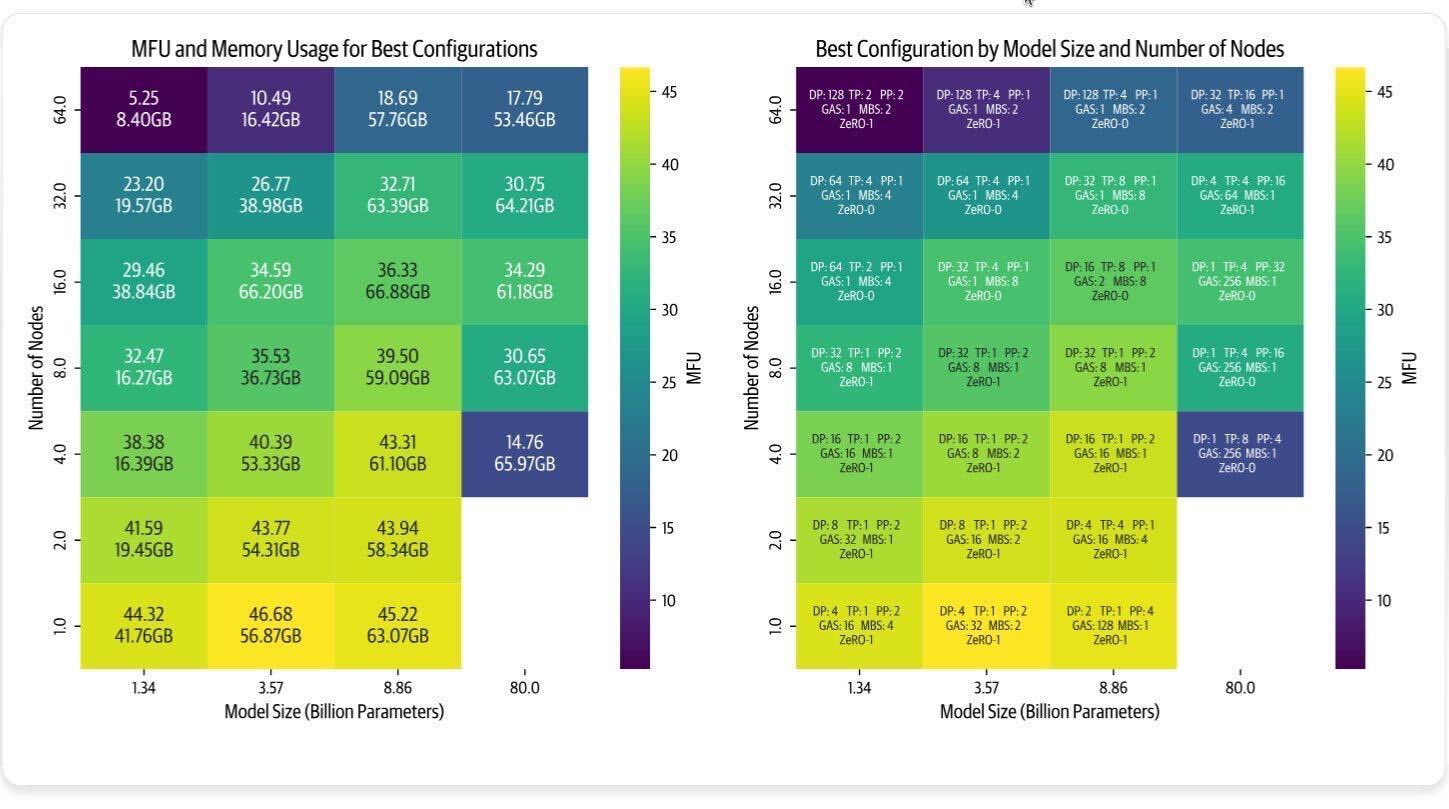 MFU and Memory Usage for Best Configurations
64.0
5.25
8.40GB
10.49
16.42GB
18.69
57.76GB
17.79
53.46GB
32.0
23.20
19.57GB
26.77
38.98GB
32.71
63.39GB
30.75
64.21GB
16.0
29.46
38.84GB
34.59
66.20GB
36.33
66.88GB
34.29
61.18GB
8.0
32.47
16.27GB
35.53
36.73GB
39.50
59.09GB
30.65
63.07GB
4.0
38.38
16.39GB
40.39
53.33GB
43.31
61.10GB
14.76
65.97GB
2.0
41.59
19.45GB
43.77
54.31GB
43.94
58.34GB
1.0
44.32
41.76GB
46.68
56.87GB
45.22
63.07GB
Number of Nodes
1.34
3.57
8.86
80.0
Model Size (Billion Parameters)
45
40
35
30
25
20
15
10
MFU
Best Configuration by Model Size and Number of Nodes
64.0
DP: 128 TP: 2 PP: 2
GAS: 1 MBS: 2
ZeRO-1
DP: 128 TP: 4 PP: 1
GAS: 1 MBS: 2
ZeRO-1
DP: 128 TP: 4 PP: 1
GAS: 1 MBS: 2
ZeRO-0
DP: 32 TP: 16 PP: 1
GAS: 4 MBS: 2
ZeRO-1
32.0
DP: 64 TP: 4 PP: 1
GAS: 1 MBS: 4
ZeRO-0
DP: 64 TP: 4 PP: 1
GAS: 1 MBS: 4
ZeRO-0
DP: 32 TP: 8 PP: 1
GAS: 1 MBS: 8
ZeRO-0
DP: 4 TP: 4 PP: 16
GAS: 64 MBS: 1
ZeRO-1
16.0
DP: 64 TP: 2 PP: 1
GAS: 1 MBS: 4
ZeRO-0
DP: 32 TP: 4 PP: 1
GAS: 1 MBS: 8
ZeRO-0
DP: 16 TP: 8 PP: 1
GAS: 2 MBS: 8
ZeRO-0
DP: 1 TP: 4 PP: 32
GAS: 256 MBS: 1
ZeRO-0
8.0
DP: 32 TP: 1 PP: 2
GAS: 8 MBS: 1
ZeRO-1
DP: 32 TP: 1 PP: 2
GAS: 8 MBS: 1
ZeRO-1
DP: 32 TP: 1 PP: 2
GAS: 8 MBS: 1
ZeRO-1
DP: 1 TP: 4 PP: 16
GAS: 256 MBS: 1
ZeRO-0
4.0
DP: 16 TP: 1 PP: 2
GAS: 16 MBS: 1
ZeRO-1
DP: 16 TP: 1 PP: 2
GAS: 8 MBS: 2
ZeRO-1
DP: 16 TP: 1 PP: 2
GAS: 16 MBS: 1
ZeRO-1
DP: 1 TP: 8 PP: 4
GAS: 256 MBS: 1
ZeRO-0
2.0
DP: 8 TP: 1 PP: 2
GAS: 32 MBS: 1
ZeRO-1
DP: 8 TP: 1 PP: 2
GAS: 16 MBS: 2
ZeRO-1
DP: 4 TP: 4 PP: 1
GAS: 16 MBS: 4
ZeRO-1
1.0
DP: 4 TP: 1 PP: 2
GAS: 16 MBS: 4
ZeRO-1
DP: 4 TP: 1 PP: 2
GAS: 32 MBS: 2
ZeRO-1
DP: 2 TP: 1 PP: 4
GAS: 128 MBS: 1
ZeRO-1
Number of Nodes
1.34
3.57
8.86
80.0
Model Size (Billion Parameters)
45
40
35
30
25
20
15
10
MFU